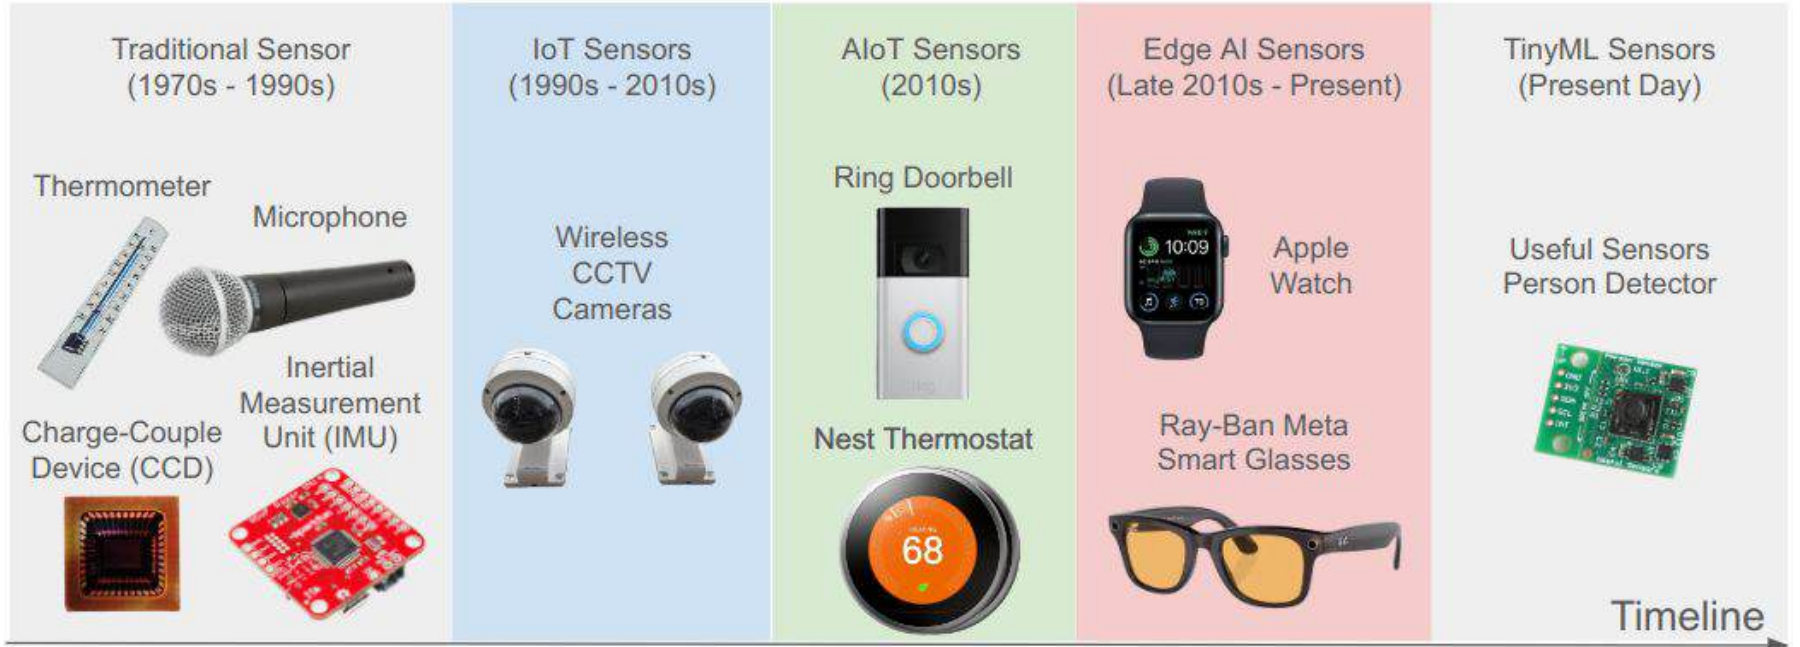 Traditional Sensor
(1970s - 1990s)
Thermometer
Microphone
Inertial
Measurement
Unit (IMU)
Charge-Couple
Device (CCD)
IoT Sensors
(1990s - 2010s)
Wireless
CCTV
Cameras
AIoT Sensors
(2010s)
Ring Doorbell
Nest Thermostat
68
Edge AI Sensors
(Late 2010s - Present)
10:09
Apple
Watch
Ray-Ban Meta
Smart Glasses
TinyML Sensors
(Present Day)
Useful Sensors
Person Detector
Timeline